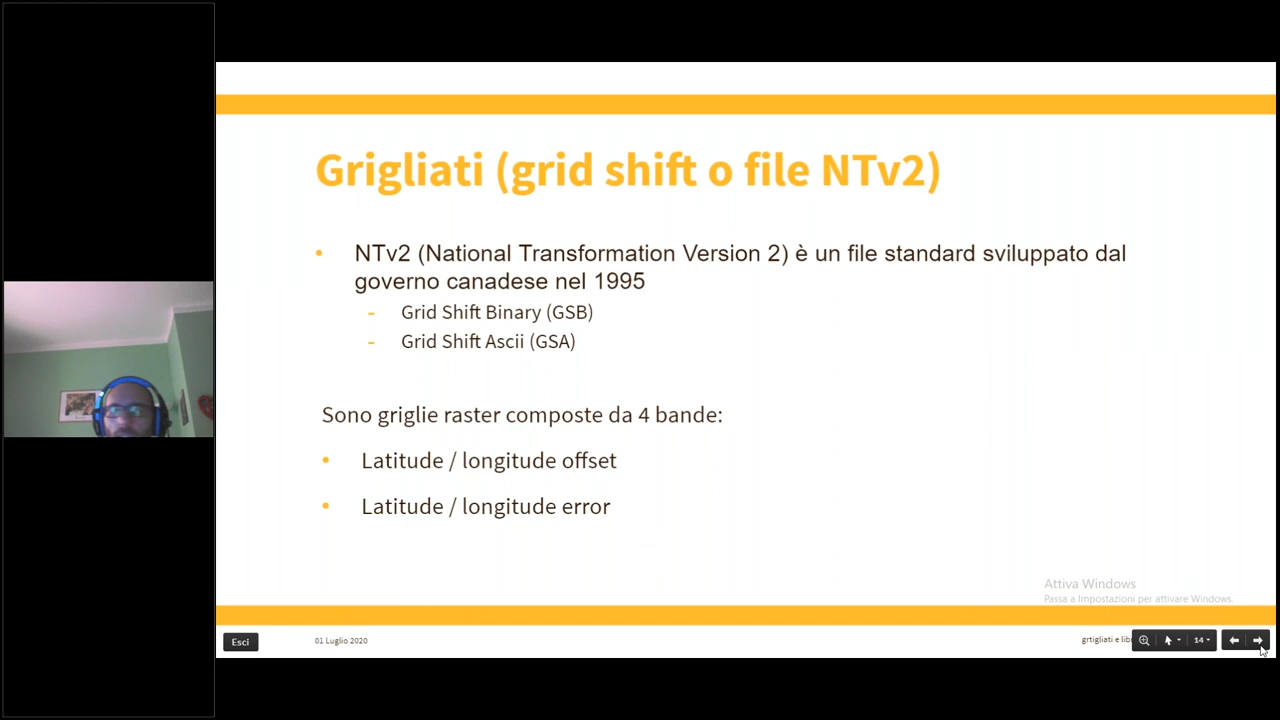 Grigliati (grid shift o file NTv2)
• NTv2 (National Transformation Version 2) è un file standard sviluppato dal
governo canadese nel 1995
- Grid Shift Binary (GSB)
- Grid Shift Ascii (GSA)
Sono griglie raster composte da 4 bande:
• Latitude / longitude offset
• Latitude / longitude error
Attiva Windows
Passa a Impostazioni per attivare Windows.
Esci
01 Luglio 2020
grtigliati e
14